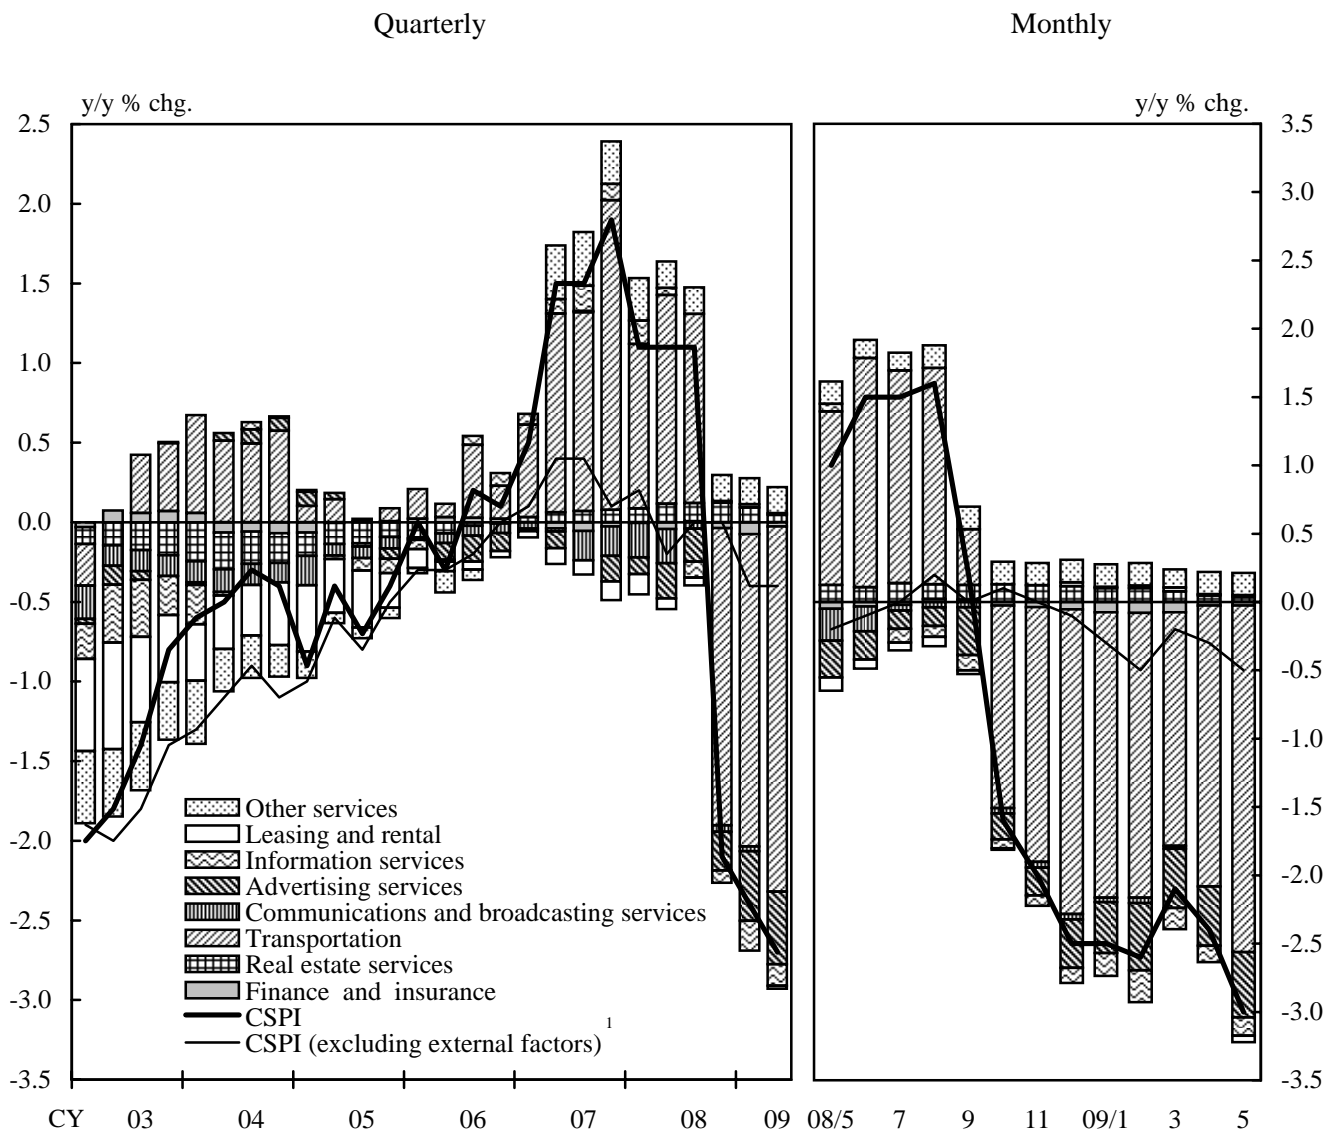 Quarterly
Monthly
y/y % chg.
y/y % chg.
2.5
2.0
1.5
1.0
0.5
0.0
-0.5
-1.0
-1.5
-2.0
-2.5
-3.0
-3.5
3.5
3.0
2.5
2.0
1.5
1.0
0.5
0.0
-0.5
-1.0
-1.5
-2.0
-2.5
-3.0
-3.5
Other services
Leasing and rental
Information services
Advertising services
Communications and broadcasting services
Transportation
Real estate services
Finance and insurance
CSPI
CSPI (excluding external factors) 1
CY 03 04 05 06 07 08 09
08/5 7 9 11 09/1 3 5